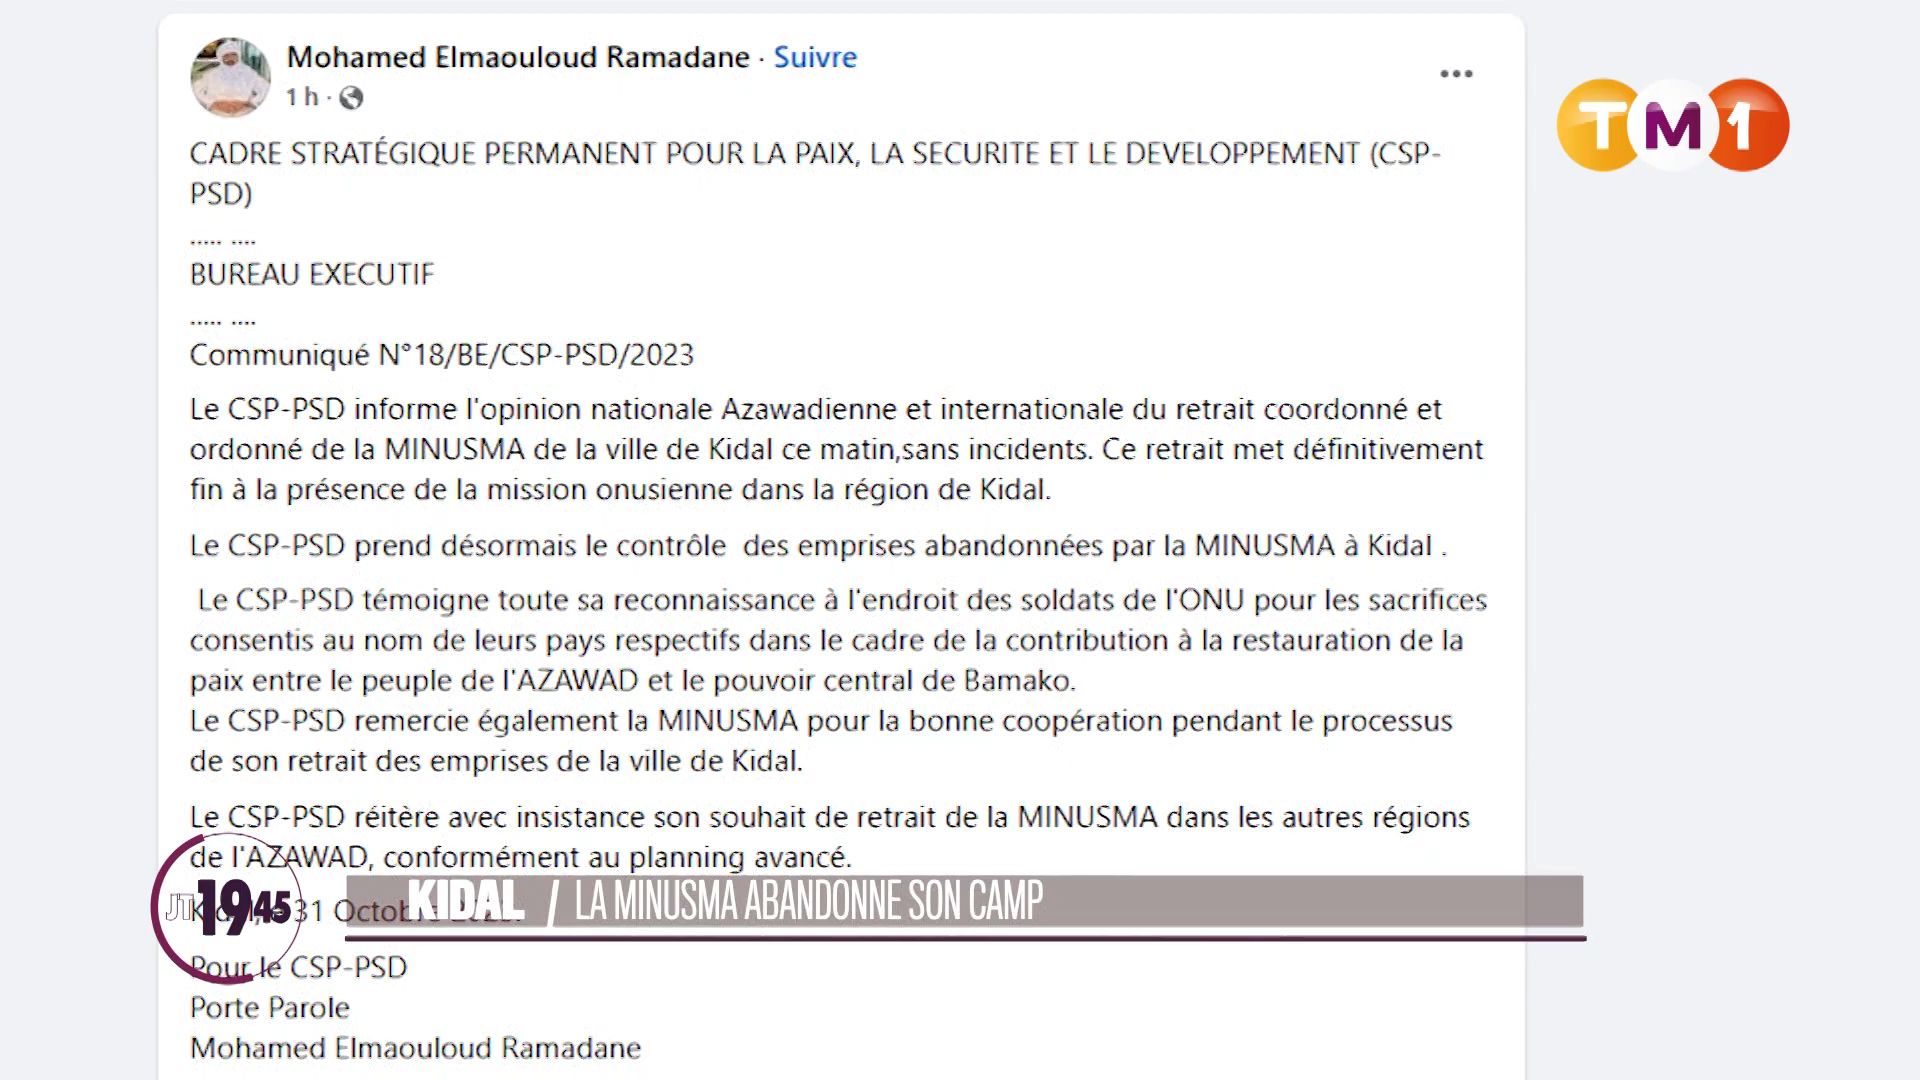 Mohamed Elmaouloud Ramadane · Suivre
1 h ·
CADRE STRATÉGIQUE PERMANENT POUR LA PAIX, LA SECURITE ET LE DEVELOPPEMENT (CSP-
PSD)
..... ....
BUREAU EXECUTIF
..... ....
Communiqué N°18/BE/CSP-PSD/2023
Le CSP-PSD informe l'opinion nationale Azawadienne et internationale du retrait coordonné et
ordonné de la MINUSMA de la ville de Kidal ce matin,sans incidents. Ce retrait met définitivement
fin à la présence de la mission onusienne dans la région de Kidal.
Le CSP-PSD prend désormais le contrôle des emprises abandonnées par la MINUSMA à Kidal .
Le CSP-PSD témoigne toute sa reconnaissance à l'endroit des soldats de l'ONU pour les sacrifices
consentis au nom de leurs pays respectifs dans le cadre de la contribution à la restauration de la
paix entre le peuple de l'AZAWAD et le pouvoir central de Bamako.
Le CSP-PSD remercie également la MINUSMA pour la bonne coopération pendant le processus
de son retrait des emprises de la ville de Kidal.
Le CSP-PSD réitère avec insistance son souhait de retrait de la MINUSMA dans les autres régions
de l'AZAWAD, conformément au planning avancé.
31 Octobre
Pour le CSP-PSD
Porte Parole
Mohamed Elmaouloud Ramadane
TM1
JT 19 45
KIDAL / LA MINUSMA ABANDONNE SON CAMP